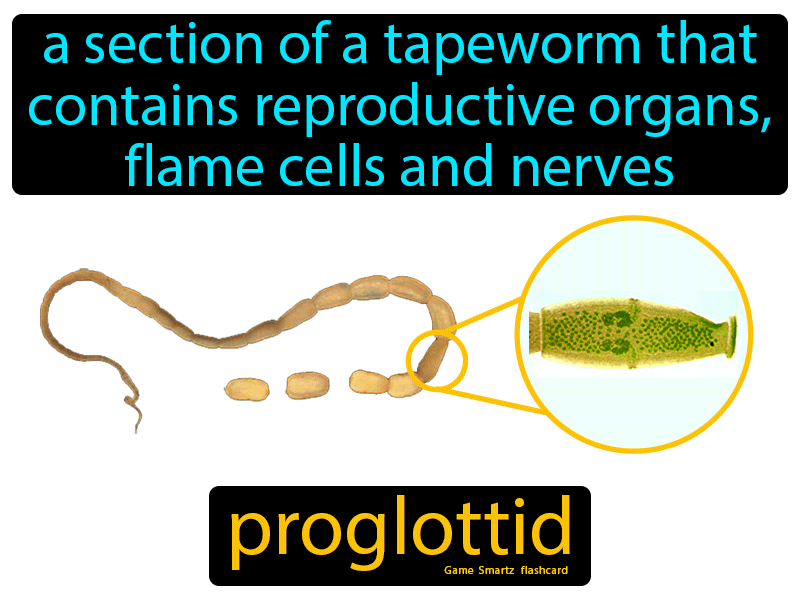 a section of a tapeworm that
contains reproductive organs,
flame cells and nerves
proglottid
Game Smartz flashcard